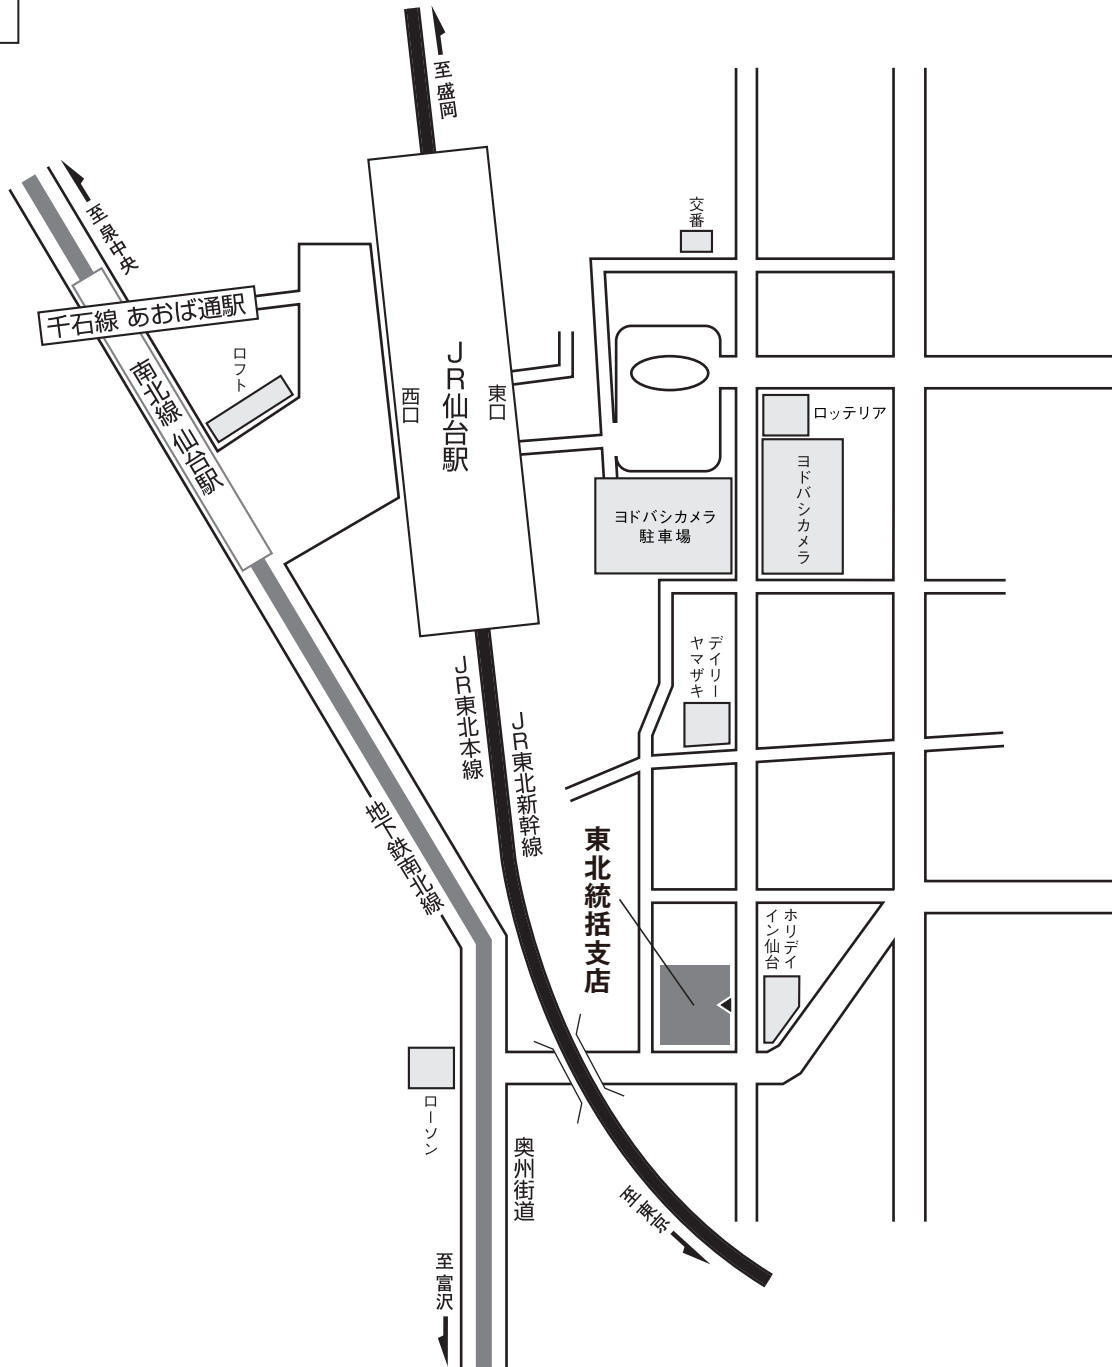 至盛岡
至泉中央
交番
千石線 あおば通駅
ロフト
南北線 仙台駅
JR仙台駅
西口
東口
ロッテリア
ヨドバシカメラ
ヨドバシカメラ
駐車場
デイリー
ヤマザキ
JR東北本線
JR東北新幹線
地下鉄南北線
東北統括支店
ホリデイ
イン仙台
ローソン
奥州街道
至東京
至富沢